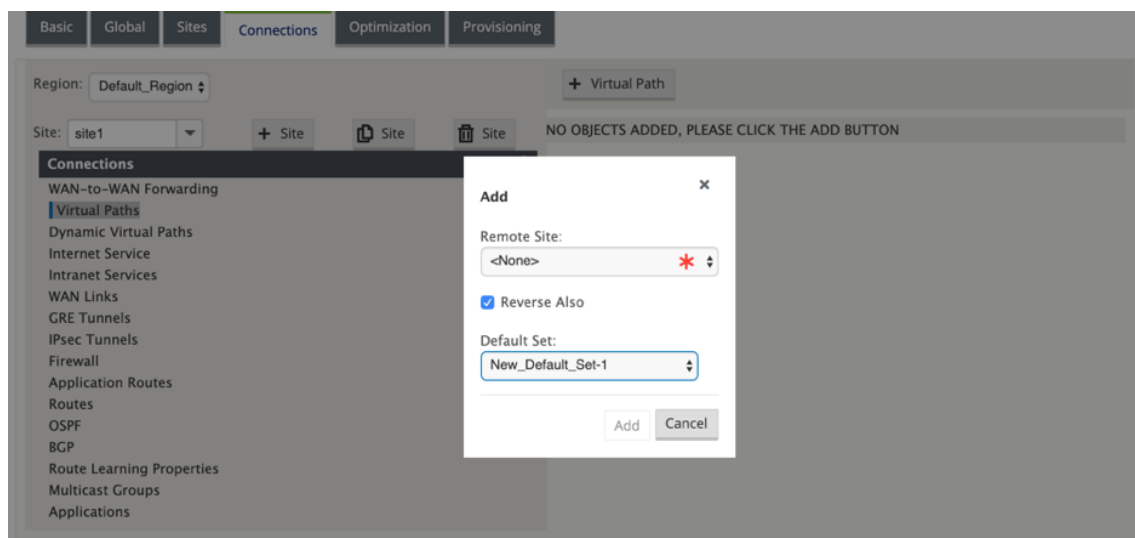 Basic Global Sites Connections Optimization Provisioning
Region: Default_Region
+ Virtual Path
Site: site1 + Site Site Site
NO OBJECTS ADDED, PLEASE CLICK THE ADD BUTTON
Connections
WAN-to-WAN Forwarding
Virtual Paths
Dynamic Virtual Paths
Internet Service
Intranet Services
WAN Links
GRE Tunnels
IPsec Tunnels
Firewall
Application Routes
Routes
OSPF
BGP
Route Learning Properties
Multicast Groups
Applications
Add ×
Remote Site:
<None> *
Reverse Also
Default Set:
New_Default_Set-1
Add Cancel